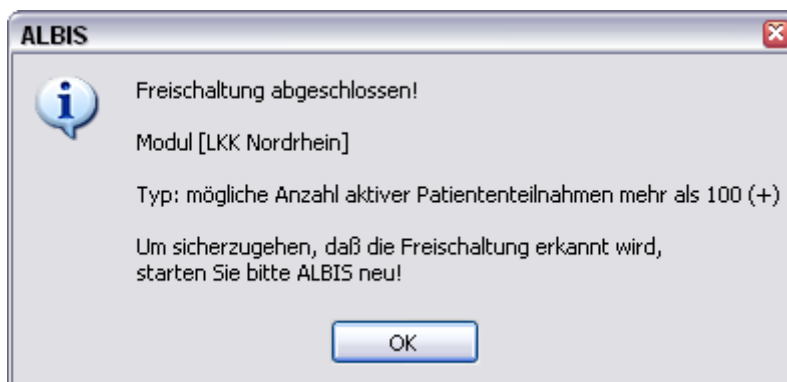 ALBIS
Freischaltung abgeschlossen!
Modul [LKK Nordrhein]
Typ: mögliche Anzahl aktiver Patiententeilnahmen mehr als 100 (+)
Um sicherzugehen, daß die Freischaltung erkannt wird,
starten Sie bitte ALBIS neu!
OK